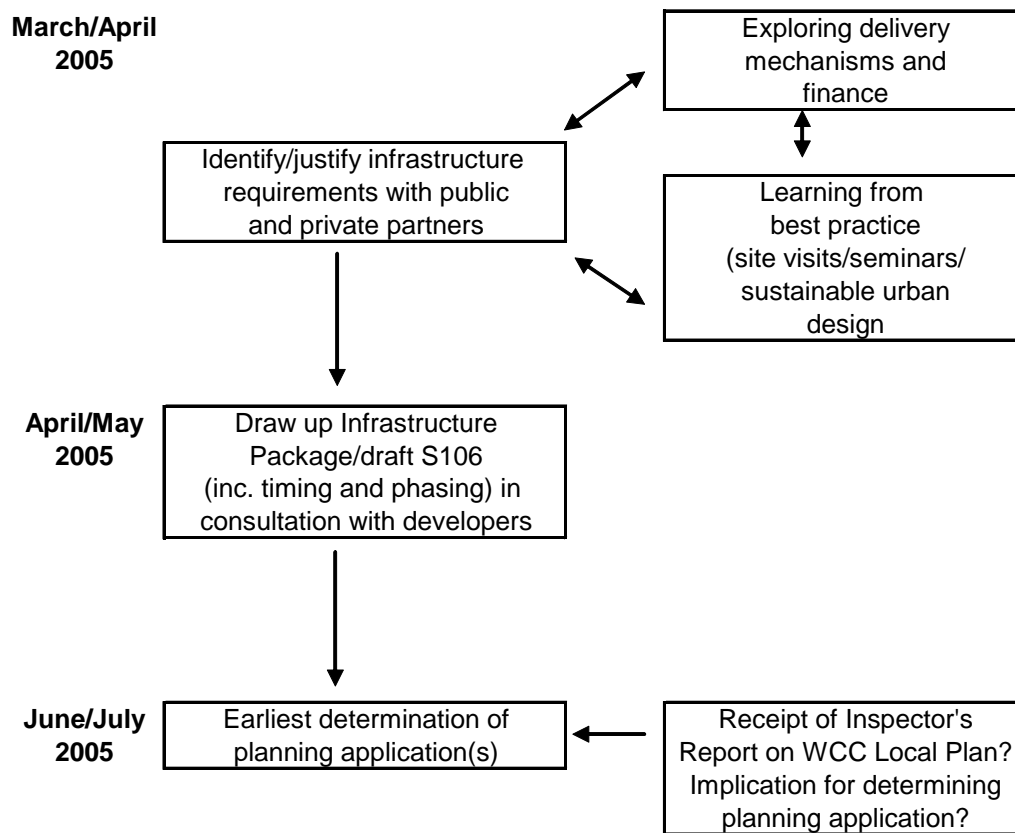 March/April
2005
Exploring delivery
mechanisms and
finance
Identify/justify infrastructure
requirements with public
and private partners
Learning from
best practice
(site visits/seminars/
sustainable urban
design
April/May
2005
Draw up Infrastructure
Package/draft S106
(inc. timing and phasing) in
consultation with developers
June/July
2005
Earliest determination of
planning application(s)
Receipt of Inspector's
Report on WCC Local Plan?
Implication for determining
planning application?